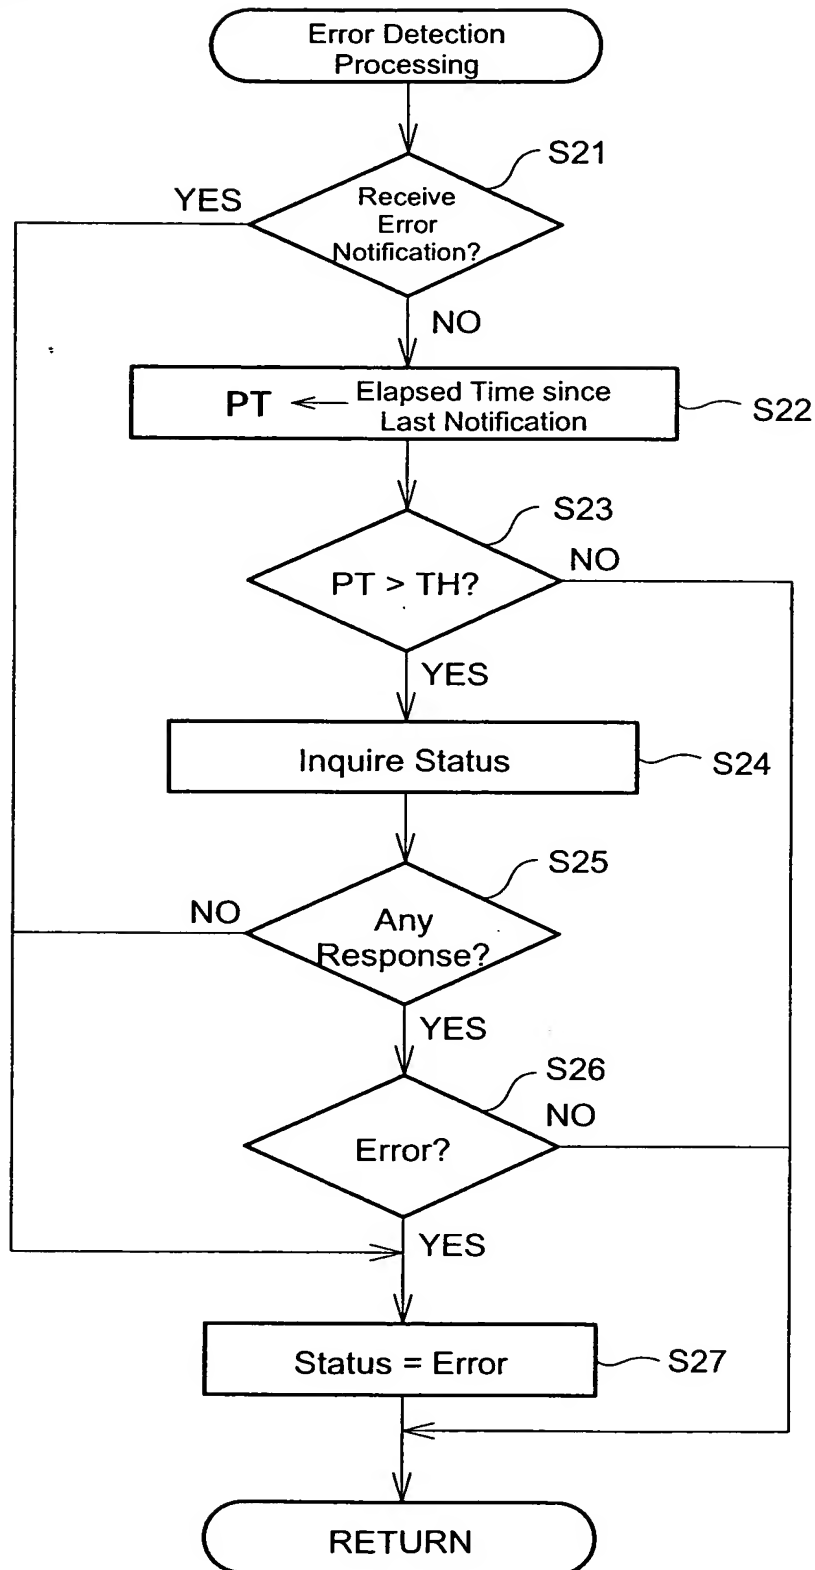 Error Detection
Processing
S21
YES
Receive
Error
Notification?
NO
PT ← Elapsed Time since
Last Notification
S22
S23
NO
PT > TH?
YES
Inquire Status
S24
S25
NO
Any
Response?
YES
S26
NO
Error?
YES
Status = Error
S27
RETURN